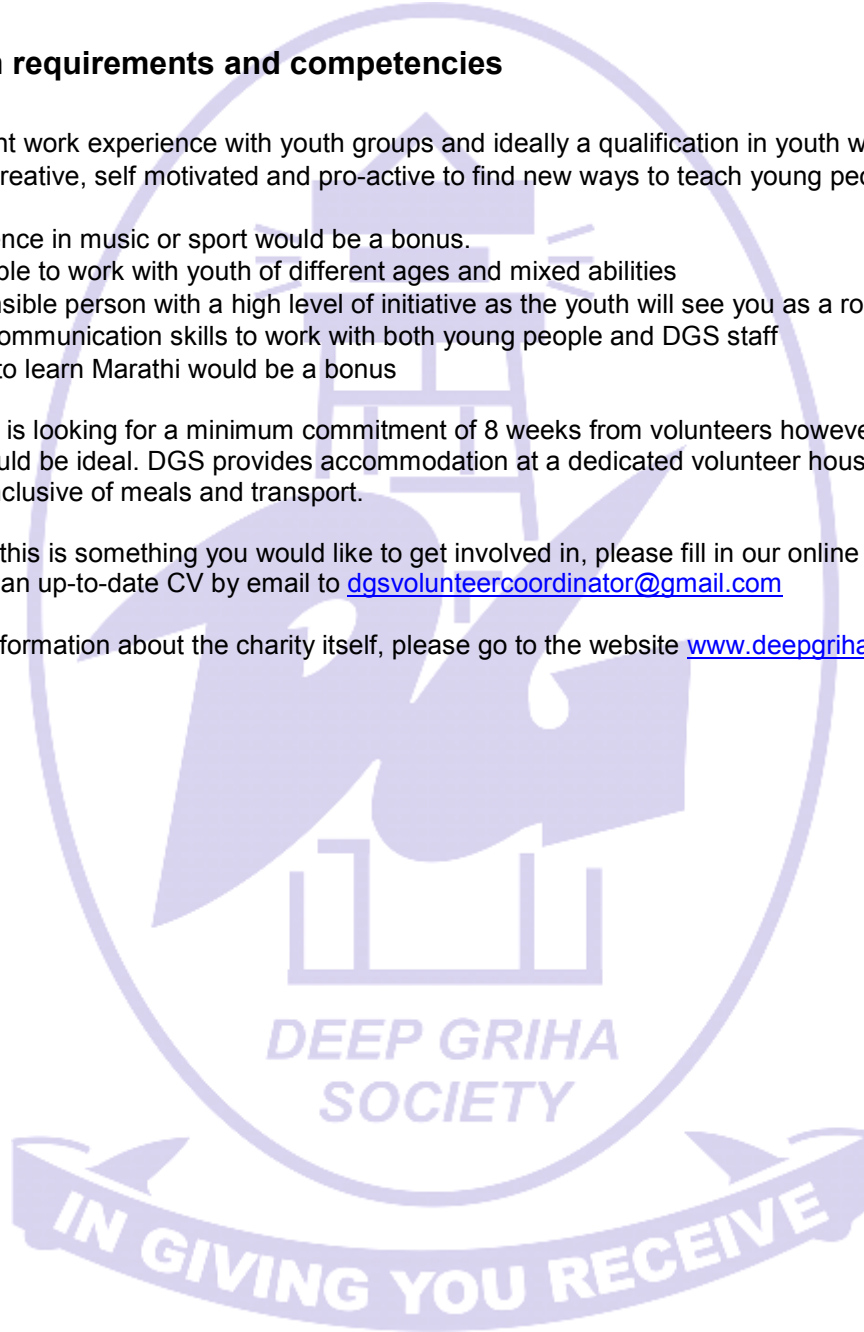 requirements and competencies
nt work experience with youth groups and ideally a qualification in youth w
reative, self motivated and pro-active to find new ways to teach young peo
ence in music or sport would be a bonus.
ble to work with youth of different ages and mixed abilities
nsible person with a high level of initiative as the youth will see you as a ro
ommunication skills to work with both young people and DGS staff
to learn Marathi would be a bonus
is looking for a minimum commitment of 8 weeks from volunteers howeve
uld be ideal. DGS provides accommodation at a dedicated volunteer hous
nclusive of meals and transport.
this is something you would like to get involved in, please fill in our online
an up-to-date CV by email to dgsvolunteercoordinator@gmail.com
formation about the charity itself, please go to the website www.deepgriha
DEEP GRIHA
SOCIETY
IN GIVING YOU RECEIVE